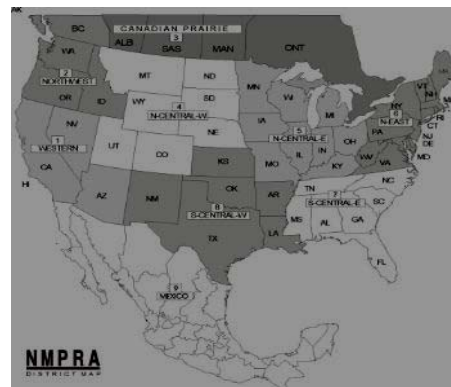 AK
BC
ALB
CANADIAN PRAIRIE
3
SAS
MAN
ONT
WA
2
NORTHWEST
OR
ID
MT
ND
MN
WY
4
N-CENTRAL-W
SD
NE
WI
MI
IA
5
N-CENTRAL-E
IL
IN
OH
MO
KY
VT
NH
NY
6
N-EAST
PA
RI
CT
NJ
DE
MD
WV
VA
NV
1
WESTERN
CA
UT
CO
HI
AZ
NM
KS
OK
8
S-CENTRAL-W
TX
AR
LA
TN
NC
7
S-CENTRAL-E
SC
MS
AL
GA
FL
9
MEXICO
NMPRA
DISTRICT MAP